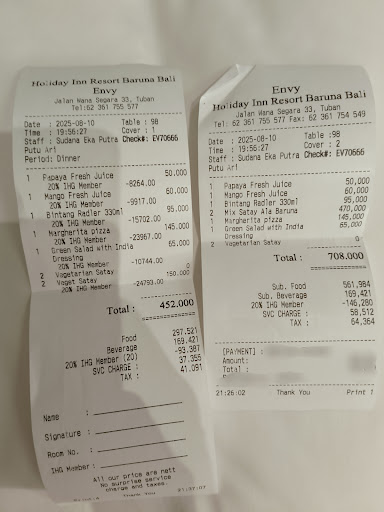 Holiday Inn Resort Baruna Bali
Envy
Jalan Wana Segara 33, Tuban
Tel:62 361 755 577
Date : 2025-08-10 Table :98
Time : 19:56:27 Cover : 1
Staff : Sudana Eka Putra Check#: EV70666
Putu Ari
Period: Dinner
1 Papaya Fresh Juice 50.000
20% IHG Member -8264.00
1 Mango Fresh Juice 60.000
20% IHG Member -9917.00
1 Bintang Radler 330ml 95.000
20% IHG Member -15702.00
1 Margherita pizza 145.000
20% IHG Member -23967.00
1 Green Salad with India 65.000
Dressing
20% IHG Member -10744.00
2 Vegetarian Satay 0
2 Veget Satay 150.000
20% IHG Member -24793.00
Total : 452.000
Food 297.521
Beverage 169.421
20% IHG Member (20) -93.387
SVC CHARGE : 37.355
TAX : 41.091
Name :
Signature :
Room No. :
IHG Member :
All our price are nett
No surprise service
charge and taxes.
Thank You 21:37:07
Envy
Holiday Inn Resort Baruna Bali
Jalan Wana Segara 33, Tuban
Tel: 62 361 755 577 Fax: 62 361 754 549
Date : 2025-08-10 Table :98
Time : 19:56:27 Cover : 2
Staff : Sudana Eka Putra Check#: EV70666
Putu Ari
1 Papaya Fresh Juice 50,000
1 Mango Fresh Juice 60,000
1 Bintang Radler 330ml 95,000
2 Mix Satay Ala Baruna 470,000
1 Margherita pizza 145,000
1 Green Salad with India 65,000
Dressing
2 Vegetarian Satay 0
Total : 708.000
Sub. Food 561,984
Sub. Beverage 169,421
20% IHG Member -146,280
SVC CHARGE : 58,512
TAX : 64,364
[PAYMENT] :
Amount:
Total :
21:26:02 Thank You Print 1